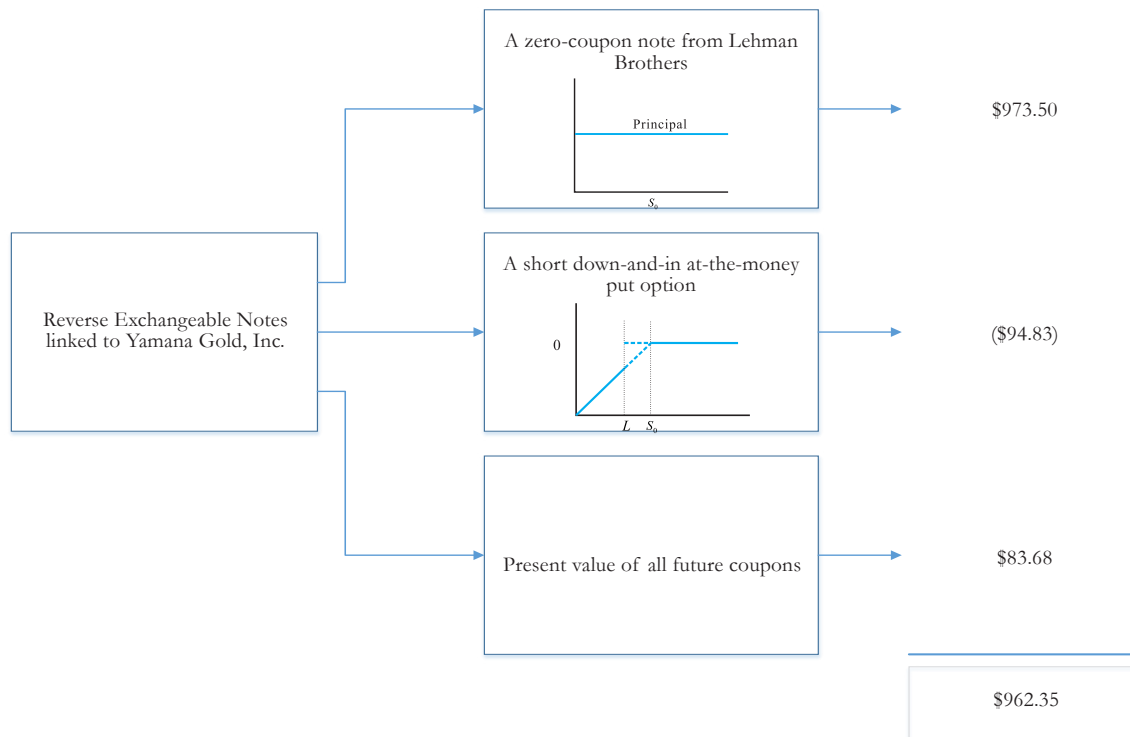 A zero-coupon note from Lehman
Brothers
Principal
S₀
$973.50
Reverse Exchangeable Notes
linked to Yamana Gold, Inc.
A short down-and-in at-the-money
put option
0
L S₀
($94.83)
Present value of all future coupons
$83.68
$962.35